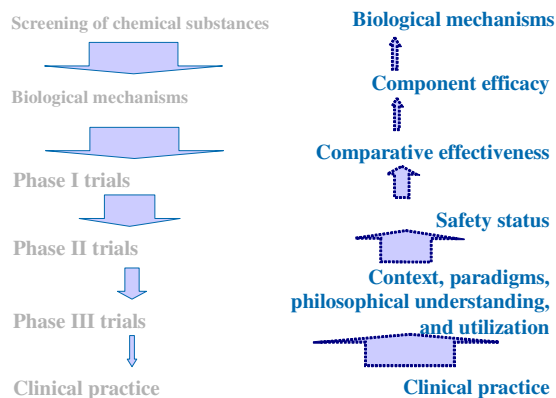 Screening of chemical substances
Biological mechanisms
Phase I trials
Phase II trials
Phase III trials
Clinical practice
Biological mechanisms
Component efficacy
Comparative effectiveness
Safety status
Context, paradigms,
philosophical understanding,
and utilization
Clinical practice